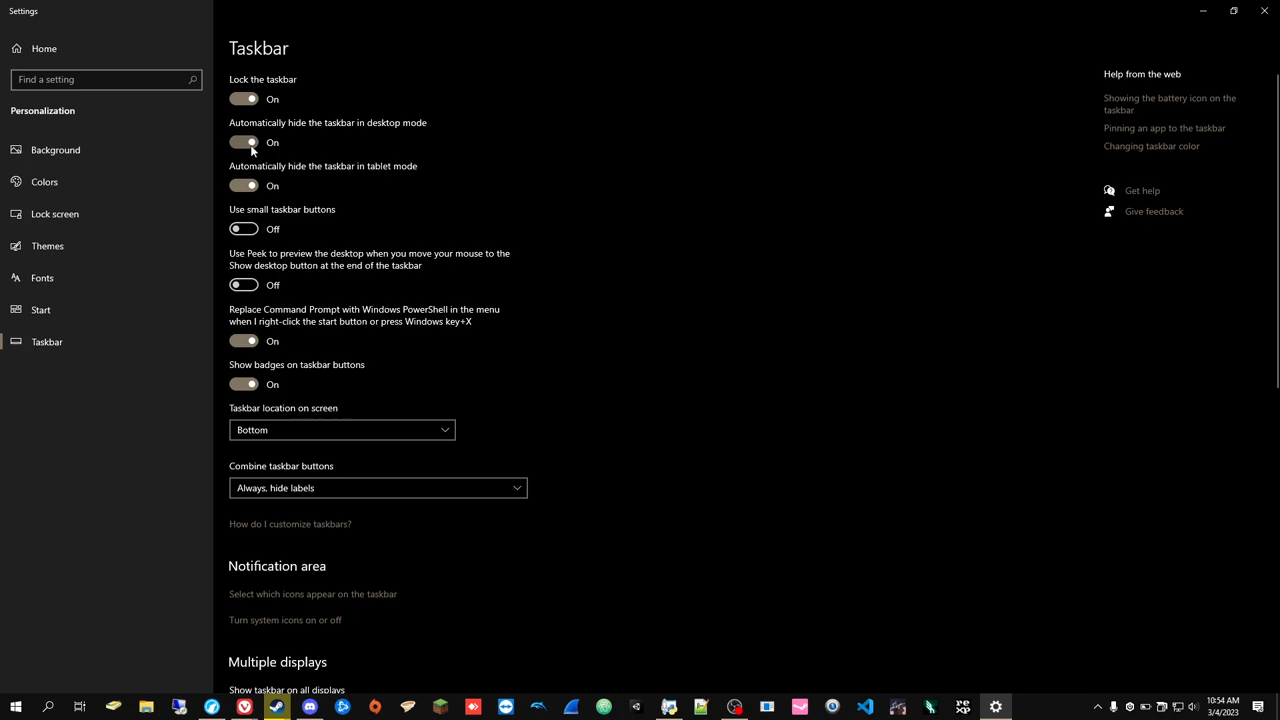 Settings
Home
Find a setting
Personalization
Background
Colors
Lock screen
Themes
Fonts
Start
Taskbar
Taskbar
Lock the taskbar
On
Automatically hide the taskbar in desktop mode
On
Automatically hide the taskbar in tablet mode
On
Use small taskbar buttons
Off
Use Peek to preview the desktop when you move your mouse to the
Show desktop button at the end of the taskbar
Off
Replace Command Prompt with Windows PowerShell in the menu
when I right-click the start button or press Windows key+X
On
Show badges on taskbar buttons
On
Taskbar location on screen
Bottom
Combine taskbar buttons
Always, hide labels
How do I customize taskbars?
Notification area
Select which icons appear on the taskbar
Turn system icons on or off
Multiple displays
Show taskbar on all displays
Help from the web
Showing the battery icon on the
taskbar
Pinning an app to the taskbar
Changing taskbar color
Get help
Give feedback
10:54 AM
3/4/2023